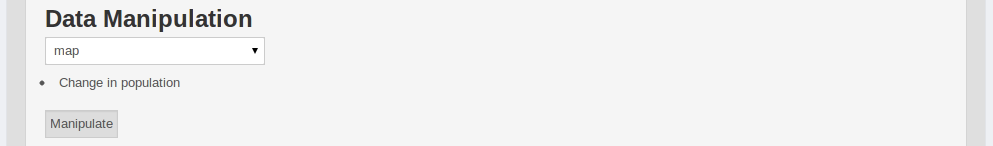 Data Manipulation
map
Change in population
Manipulate